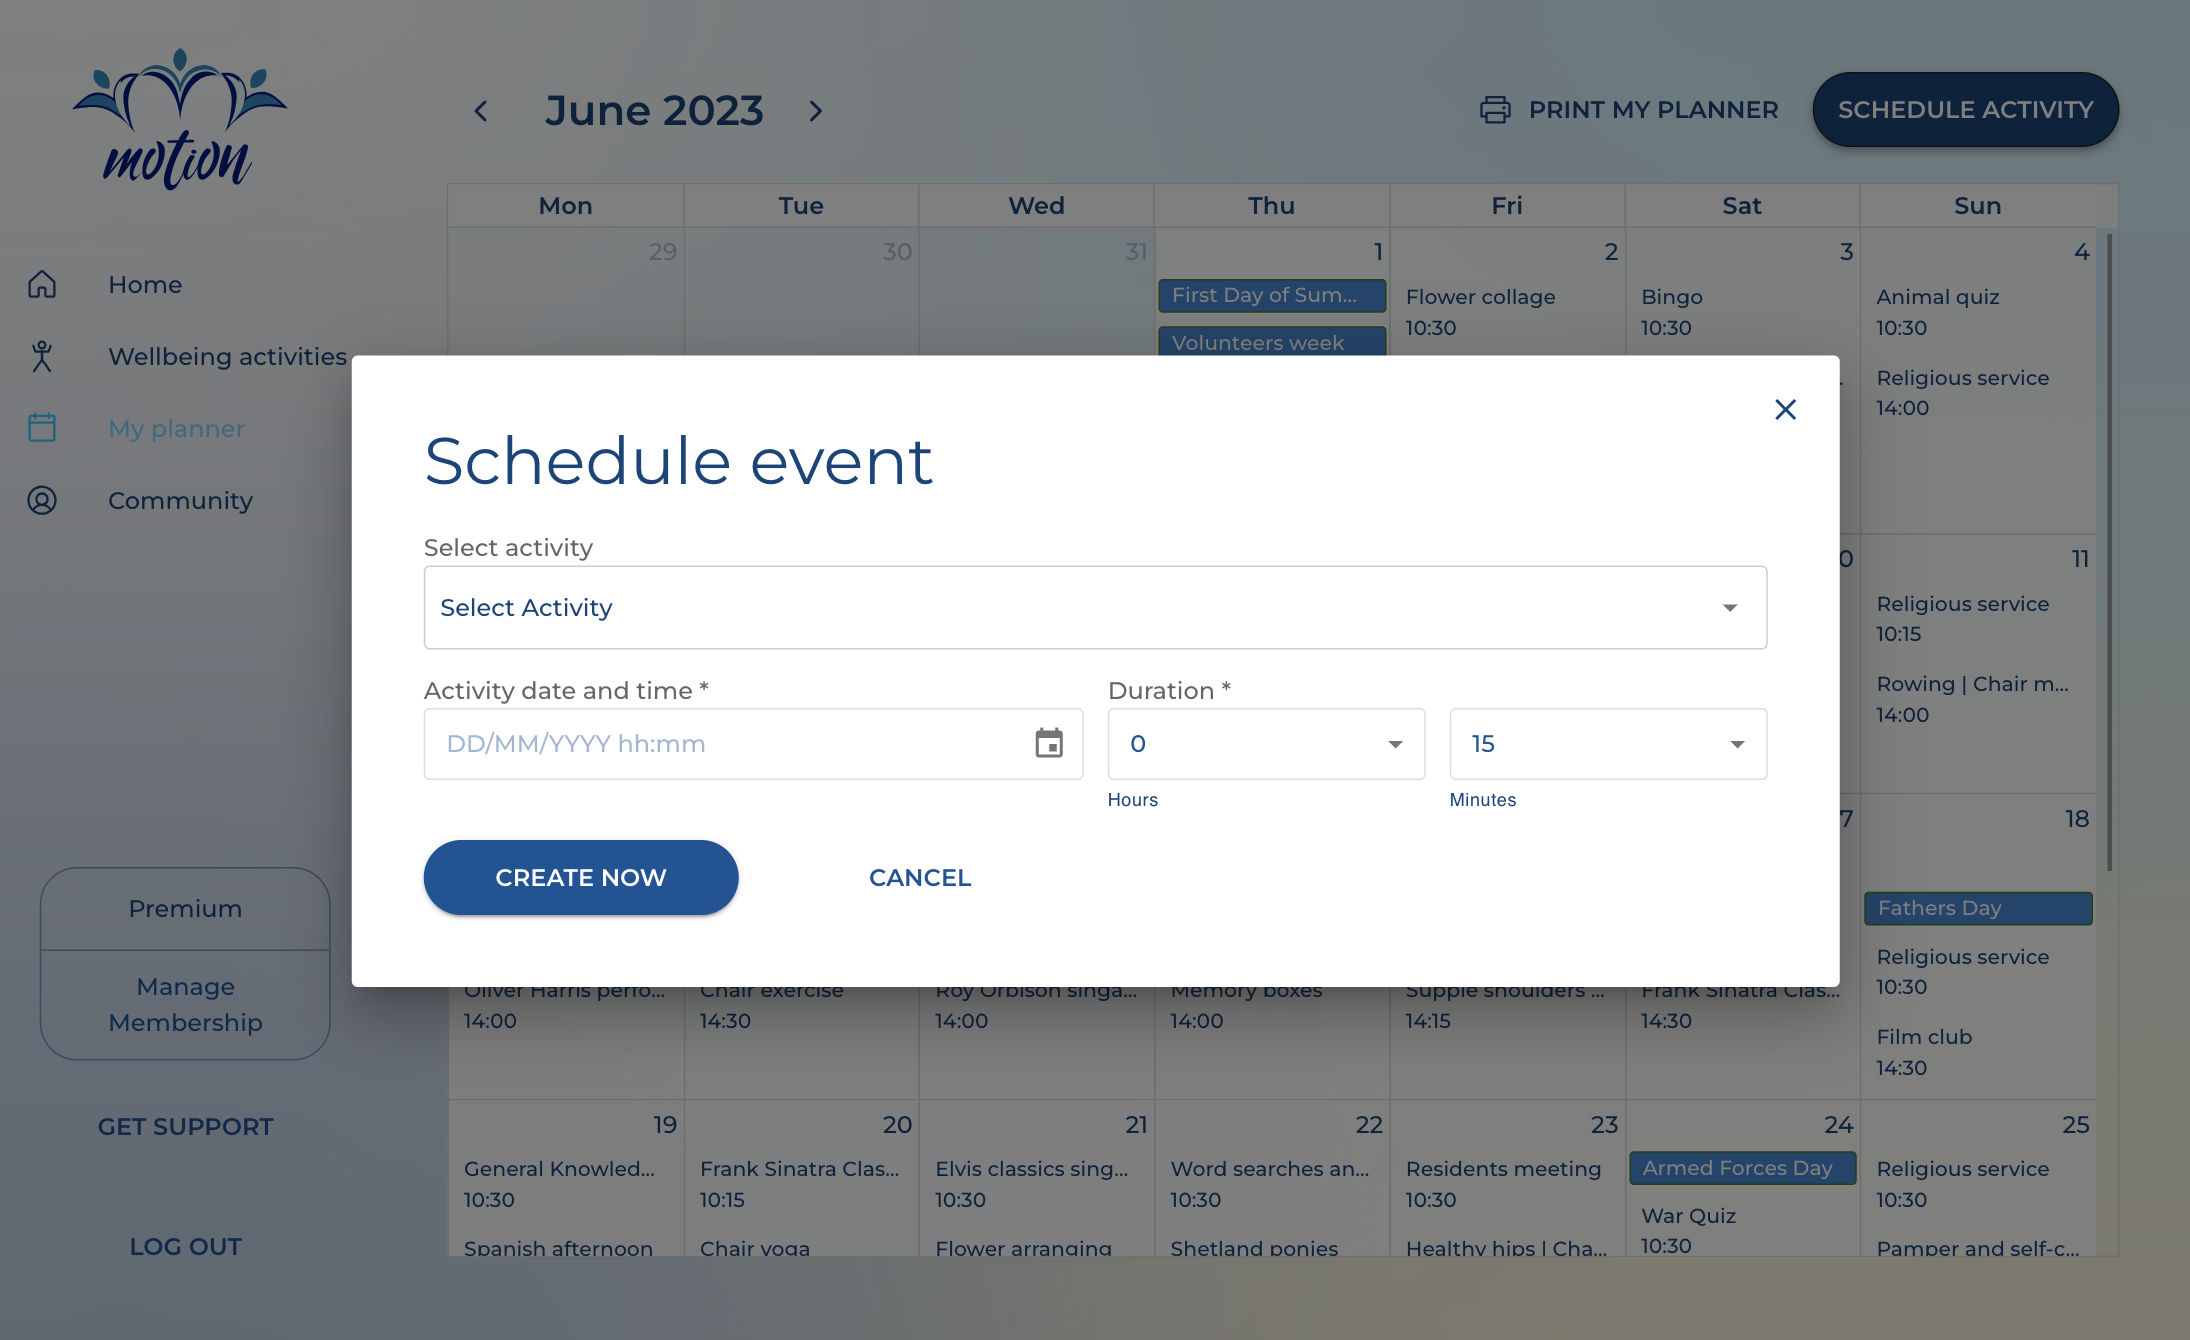 motion
June 2023
PRINT MY PLANNER
SCHEDULE ACTIVITY
Home
Wellbeing activities
My planner
Community
Premium
Manage
Membership
GET SUPPORT
LOG OUT
Mon Tue Wed Thu Fri Sat Sun
29 30 31 1 2 3 4
First Day of Sum...
Volunteers week
Flower collage
10:30
Bingo
10:30
Animal quiz
10:30
Religious service
14:00
Schedule event
Select activity
Select Activity
Activity date and time *
DD/MM/YYYY hh:mm
Duration *
0
Hours
15
Minutes
CREATE NOW
CANCEL
0 11
Religious service
10:15
Rowing | Chair m...
14:00
7 18
Fathers Day
Religious service
10:30
Film club
14:30
Oliver Harris perfo...
14:00
Chair exercise
14:30
Roy Orbison singa...
14:00
Memory boxes
14:00
Supple shoulders ...
14:15
Frank Sinatra Clas...
14:30
19 20 21 22 23 24 25
General Knowled...
10:30
Spanish afternoon
Frank Sinatra Clas...
10:15
Chair yoga
Elvis classics sing...
10:30
Flower arranging
Word searches an...
10:30
Shetland ponies
Residents meeting
10:30
Healthy hips | Cha...
Armed Forces Day
War Quiz
10:30
Religious service
10:30
Pamper and self-c...